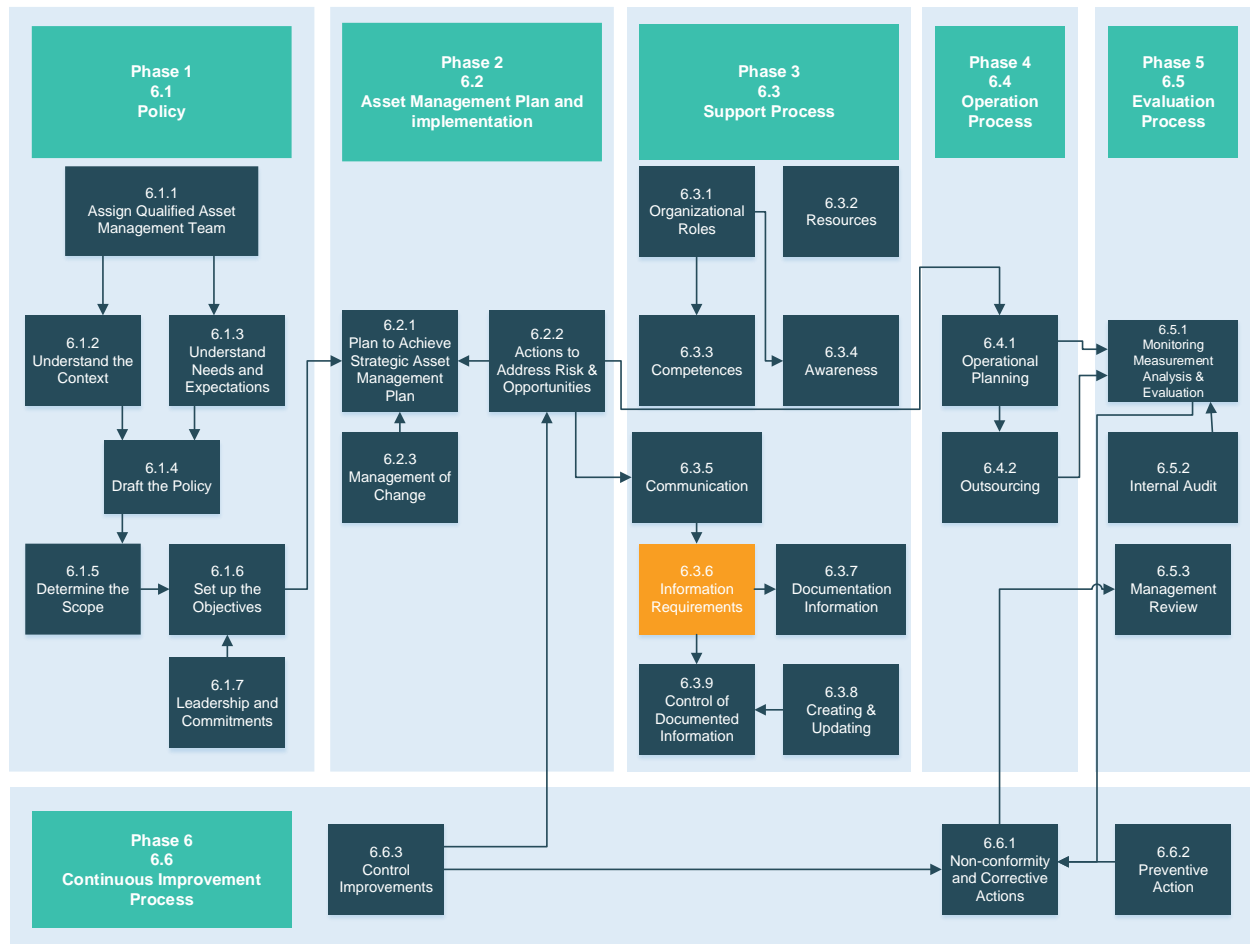 Phase 1
6.1
Policy
Phase 2
6.2
Asset Management Plan and
implementation
Phase 3
6.3
Support Process
Phase 4
6.4
Operation
Process
Phase 5
6.5
Evaluation
Process
6.1.1
Assign Qualified Asset
Management Team
6.1.2
Understand the
Context
6.1.3
Understand
Needs and
Expectations
6.1.4
Draft the Policy
6.1.5
Determine the
Scope
6.1.6
Set up the
Objectives
6.1.7
Leadership and
Commitments
6.2.1
Plan to Achieve
Strategic Asset
Management
Plan
6.2.2
Actions to
Address Risk &
Opportunities
6.2.3
Management of
Change
6.3.1
Organizational
Roles
6.3.2
Resources
6.3.3
Competences
6.3.4
Awareness
6.3.5
Communication
6.3.6
Information
Requirements
6.3.7
Documentation
Information
6.3.9
Control of
Documented
Information
6.3.8
Creating &
Updating
6.4.1
Operational
Planning
6.4.2
Outsourcing
6.5.1
Monitoring
Measurement
Analysis &
Evaluation
6.5.2
Internal Audit
6.5.3
Management
Review
Phase 6
6.6
Continuous Improvement
Process
6.6.3
Control
Improvements
6.6.1
Non-conformity
and Corrective
Actions
6.6.2
Preventive
Action